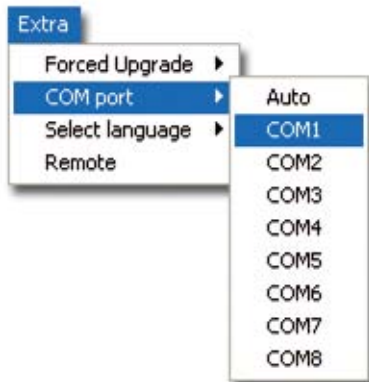 Extra
Forced Upgrade
COM port
Select language
Remote
Auto
COM1
COM2
COM3
COM4
COM5
COM6
COM7
COM8